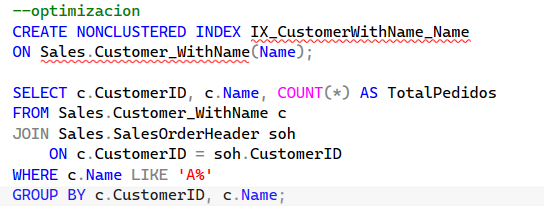 --optimizacion
CREATE NONCLUSTERED INDEX IX_CustomerWithName_Name
ON Sales.Customer_WithName(Name);
SELECT c.CustomerID, c.Name, COUNT(*) AS TotalPedidos
FROM Sales.Customer_WithName c
JOIN Sales.SalesOrderHeader soh
ON c.CustomerID = soh.CustomerID
WHERE c.Name LIKE 'A%'
GROUP BY c.CustomerID, c.Name;